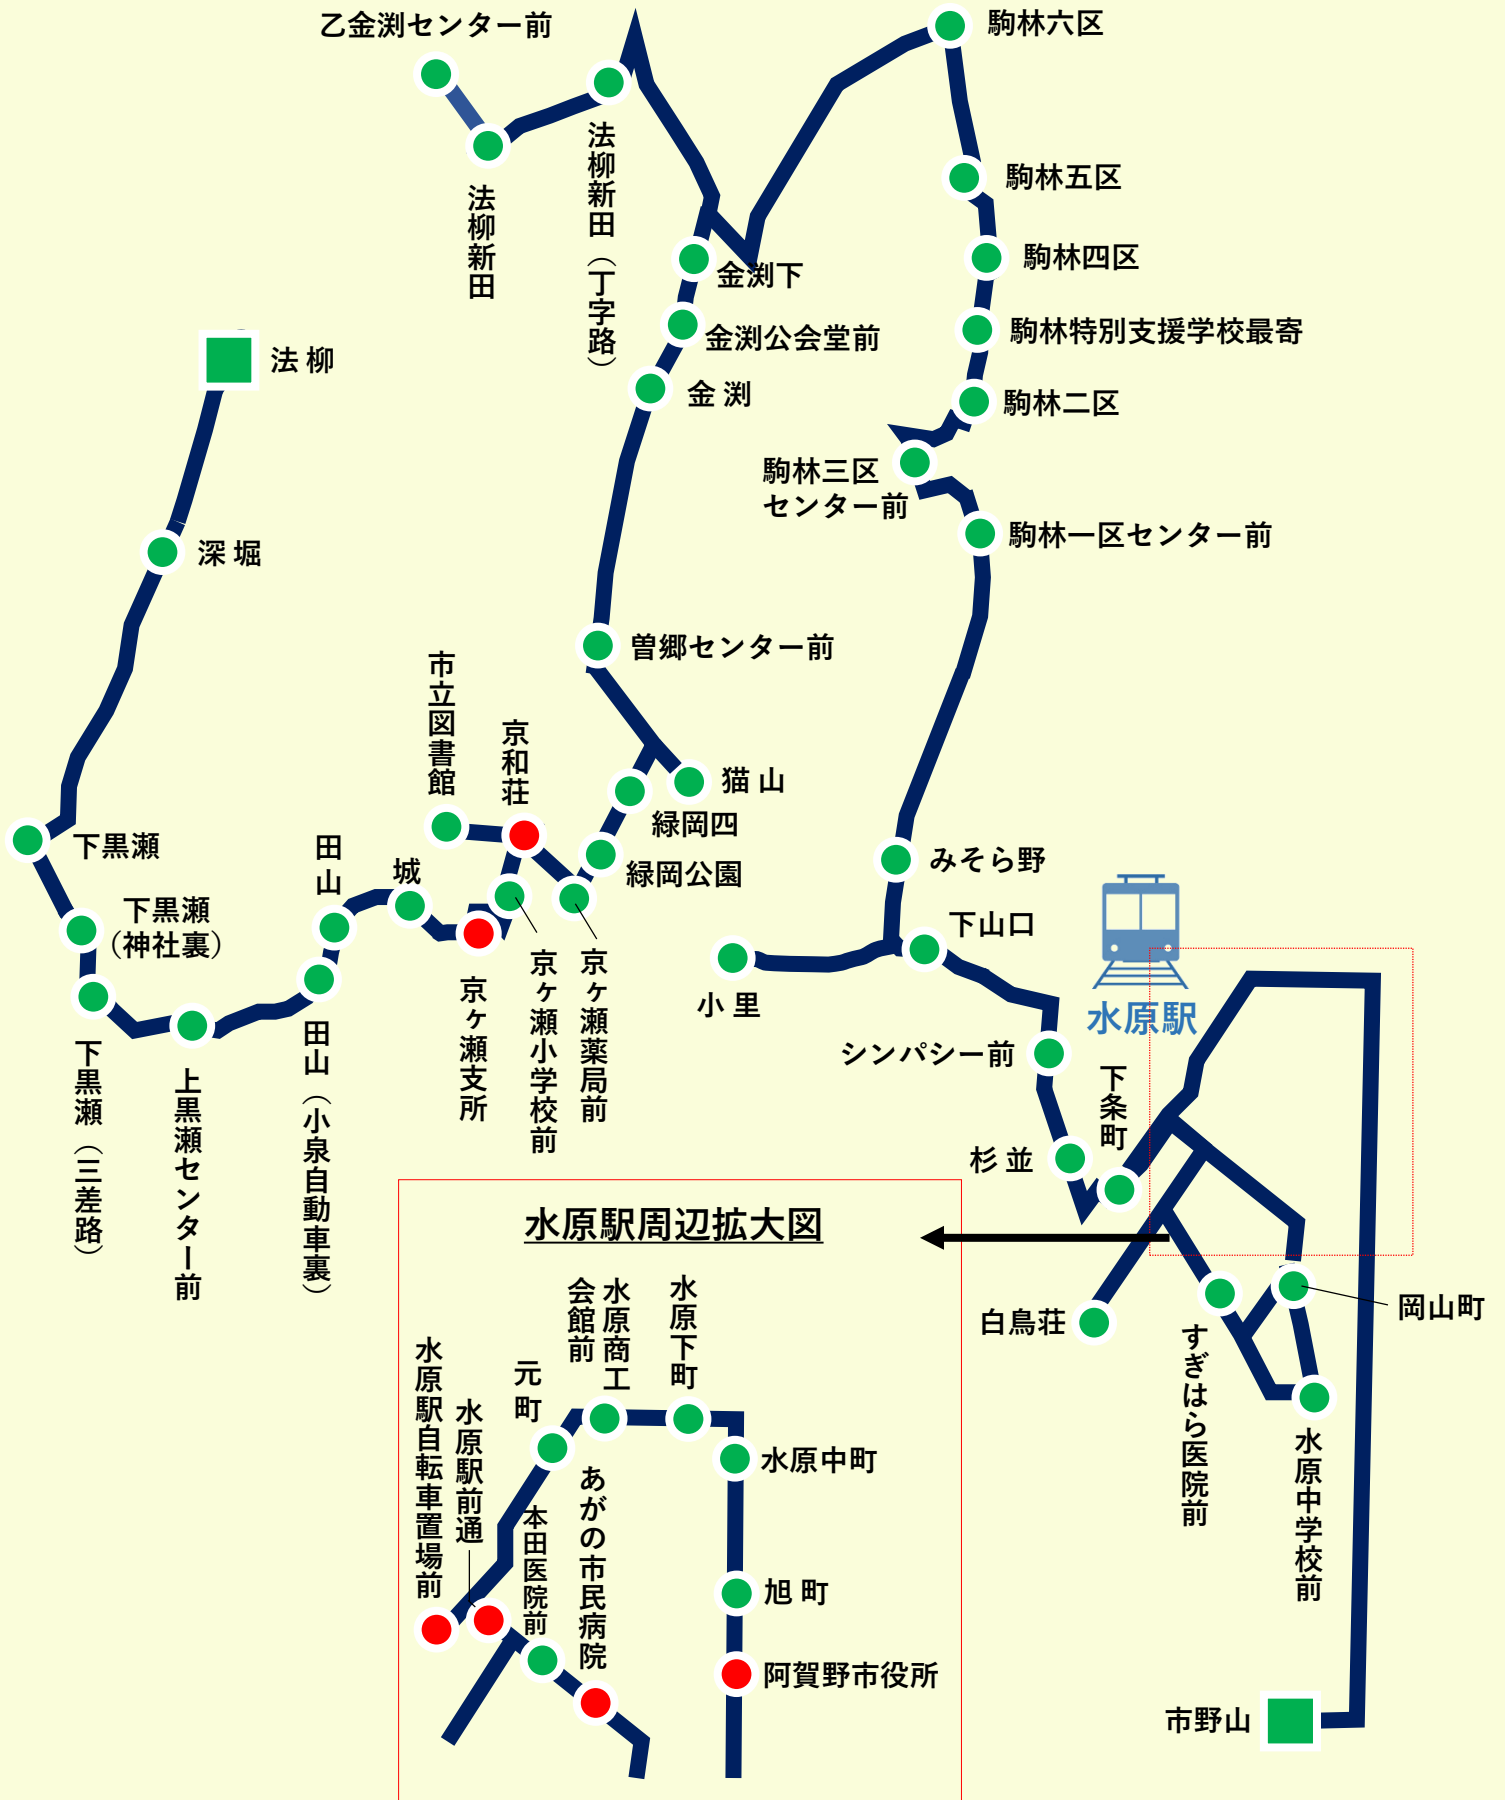 乙金渕センター前
駒林六区
法柳新田（丁字路）
法柳新田
駒林五区
駒林四区
金渕下
駒林特別支援学校最寄
金渕公会堂前
法 柳
金 渕
駒林二区
駒林三区
センター前
駒林一区センター前
深 堀
曽郷センター前
市立図書館
京和荘
猫 山
緑岡四
下黒瀬
田山
城
みそら野
緑岡公園
下黒瀬
（神社裏）
下山口
京ヶ瀬支所
京ヶ瀬小学校前
京ヶ瀬薬局前
小 里
水原駅
下黒瀬（三差路）
上黒瀬センター前
田山（小泉自動車裏）
シンパシー前
下条町
杉 並
水原駅周辺拡大図
白鳥荘
岡山町
すぎはら医院前
水原中学校前
水原駅自転車置場前
水原駅前通
元町
水原商工
会館前
水原下町
水原中町
本田医院前
あがの市民病院
旭 町
阿賀野市役所
市野山